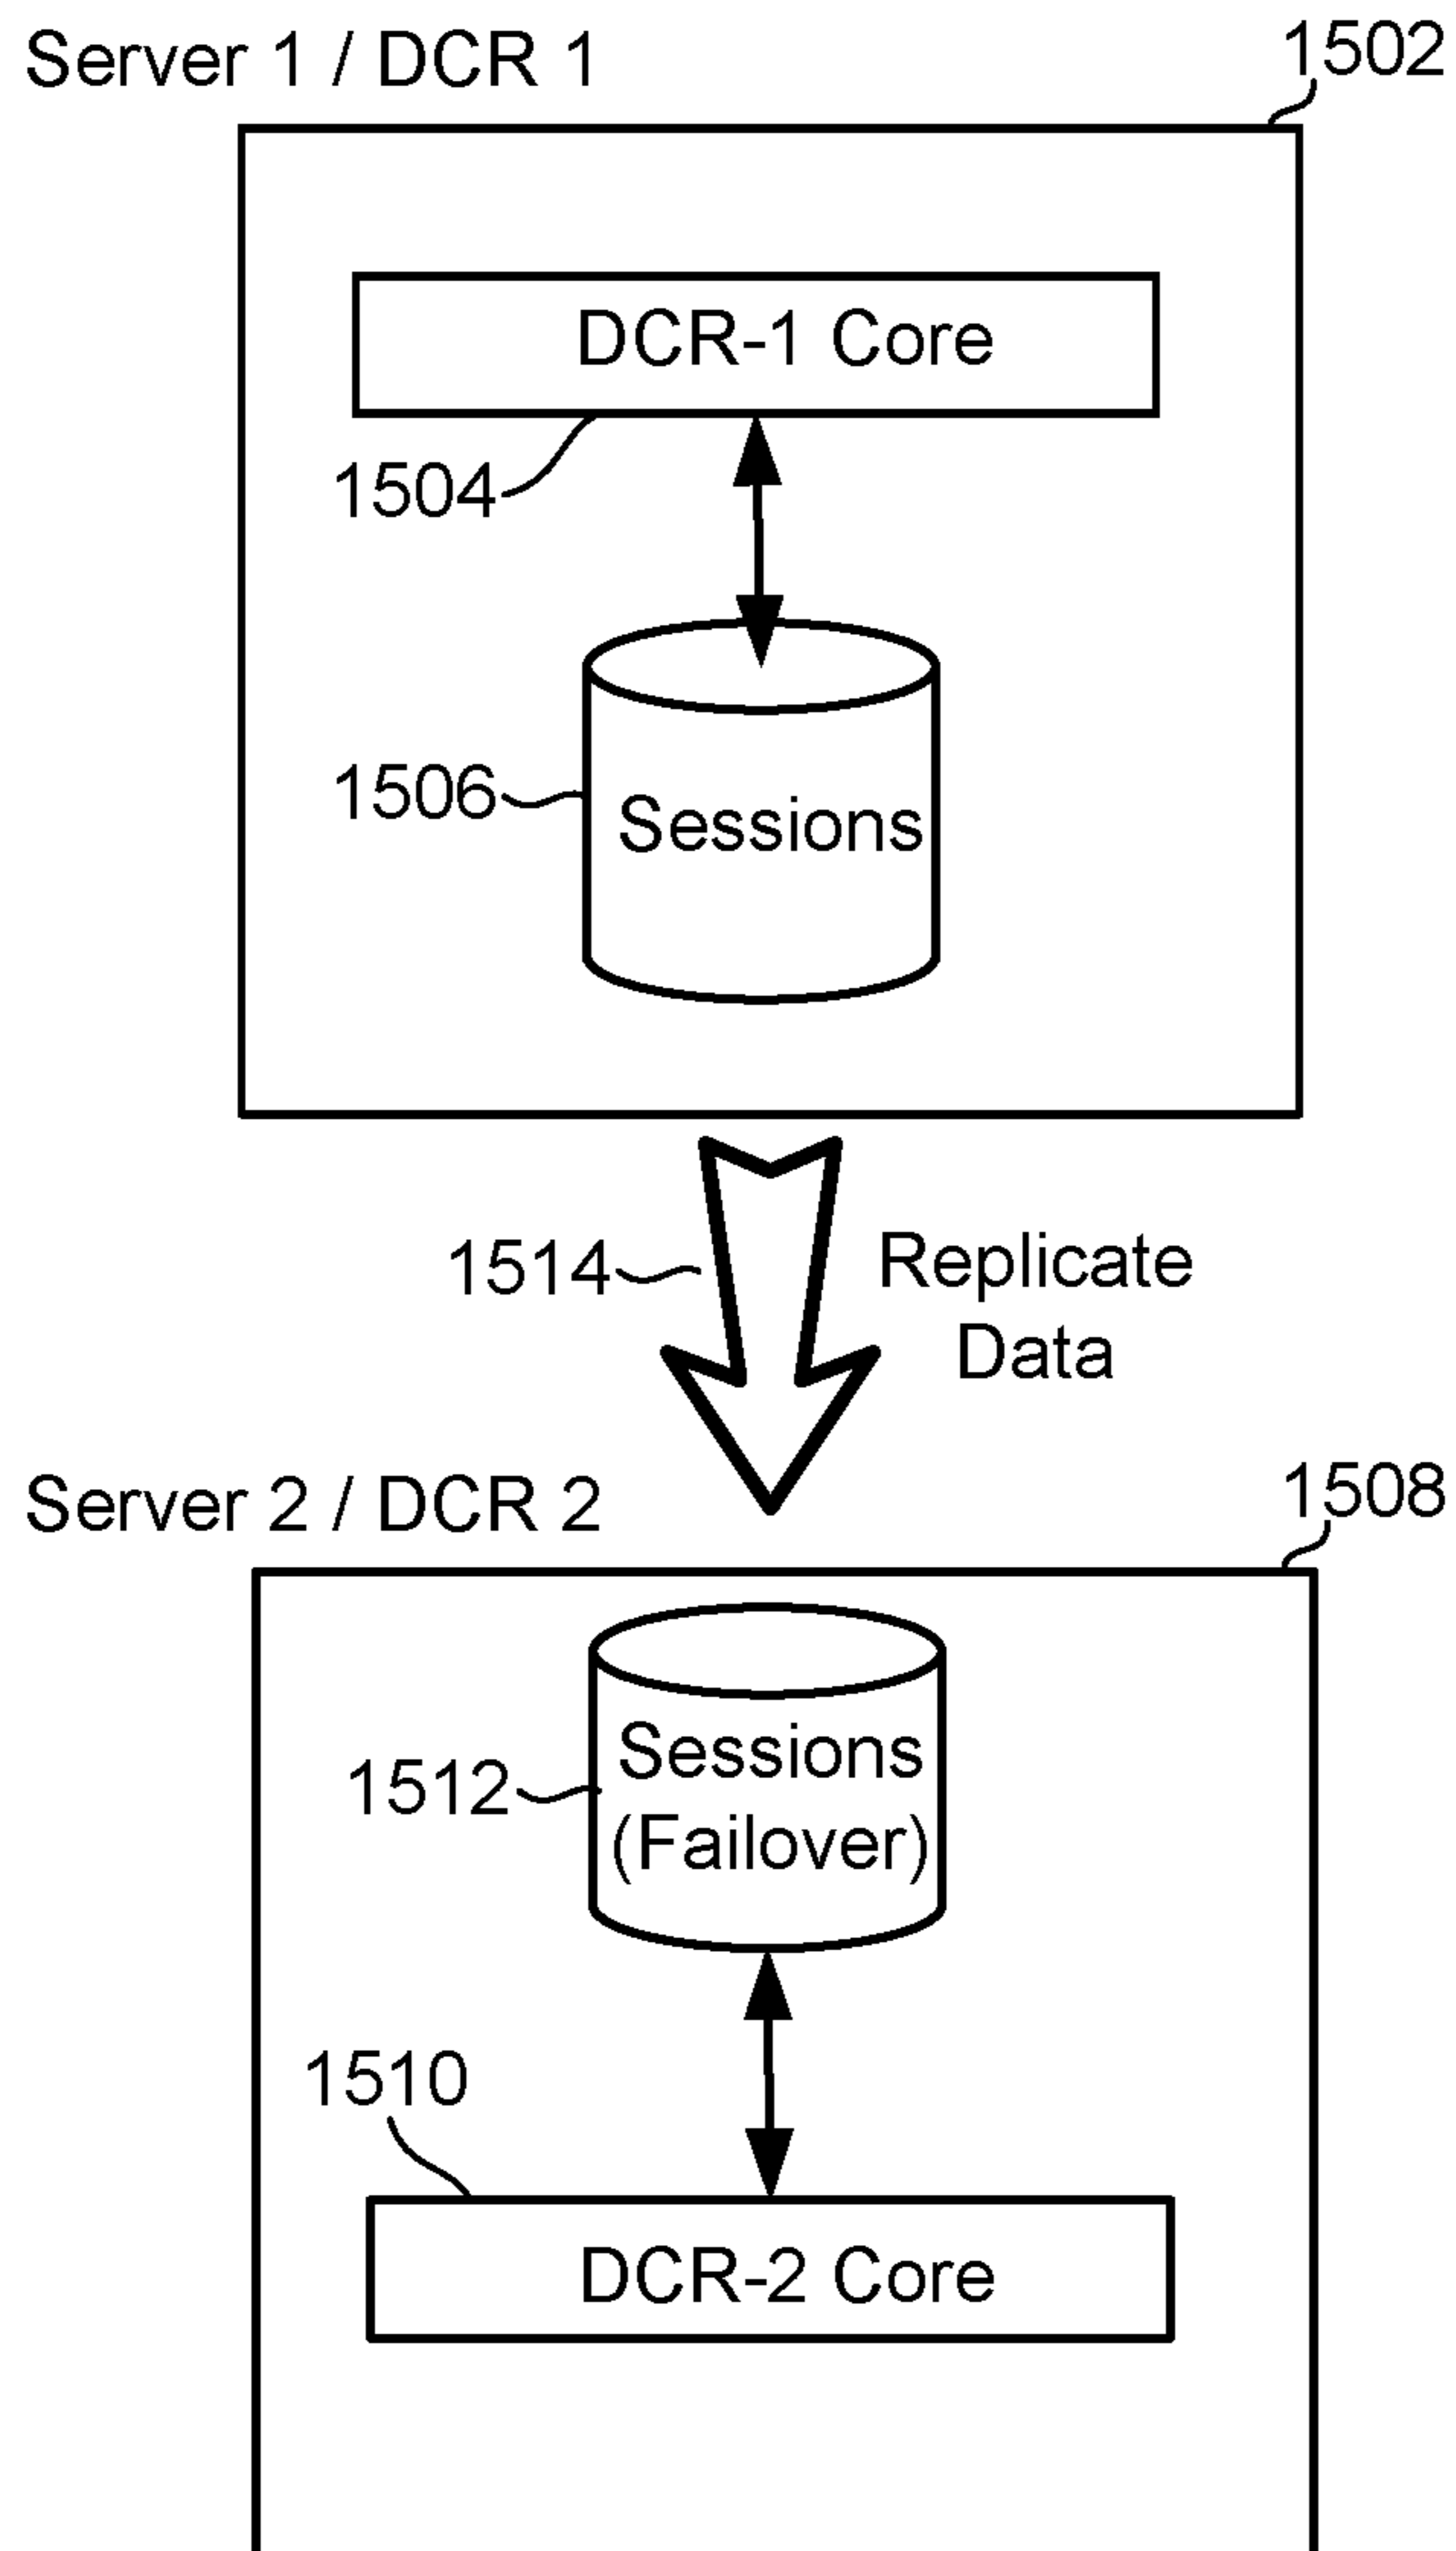 Server 1 / DCR 1
1502
DCR-1 Core
1504
1506
Sessions
1514
Replicate
Data
Server 2 / DCR 2
1508
Sessions
1512
(Failover)
1510
DCR-2 Core